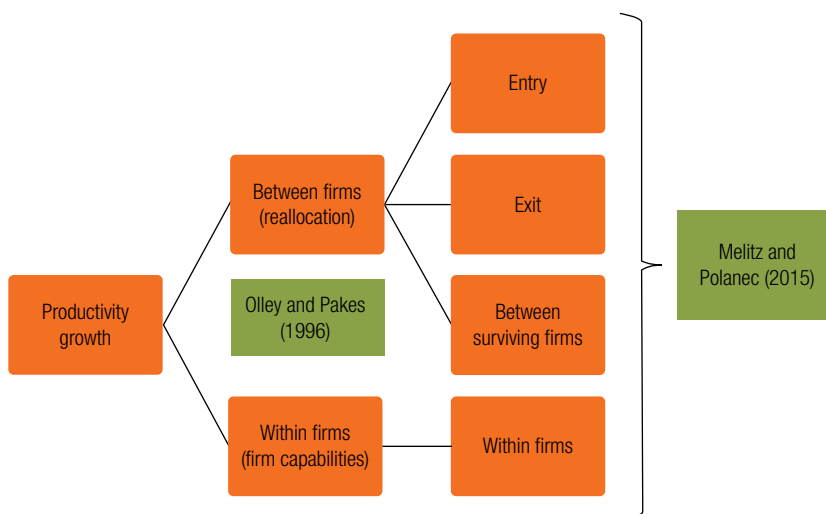 Productivity
growth
Between firms
(reallocation)
Olley and Pakes
(1996)
Within firms
(firm capabilities)
Entry
Exit
Between
surviving firms
Within firms
Melitz and
Polanec (2015)